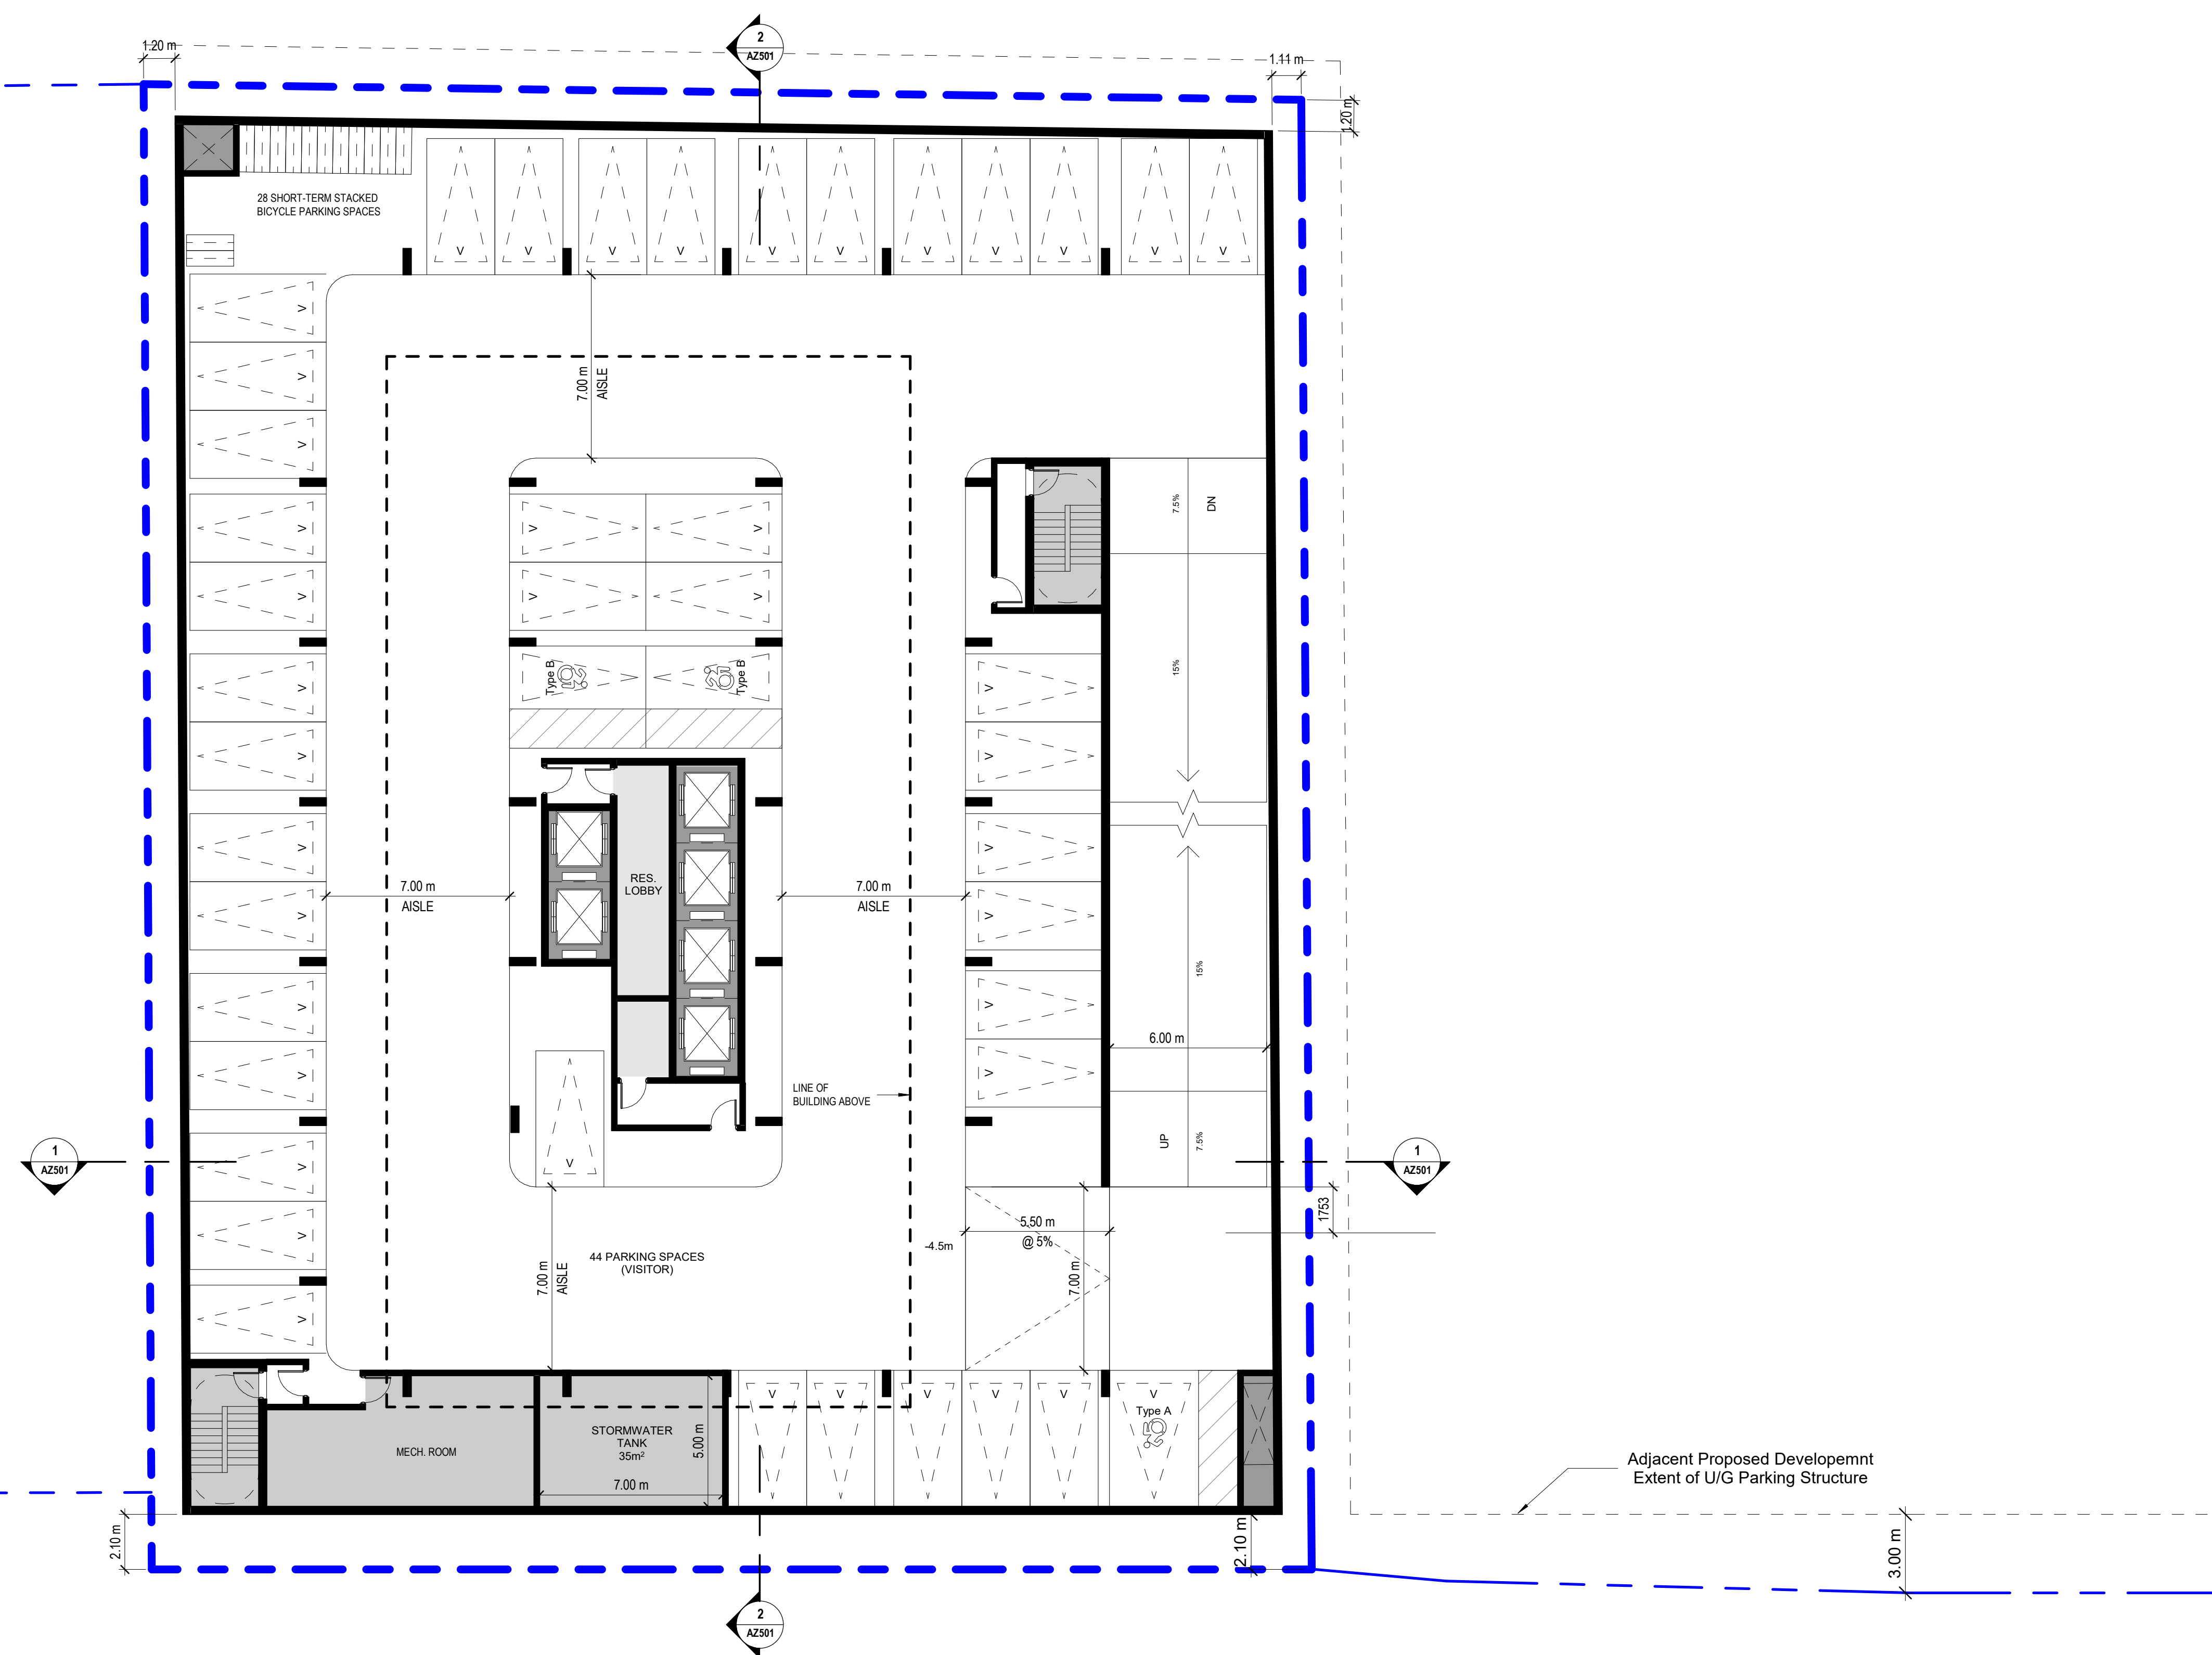 2
AZ501
1.20 m
1.11 m
1.20 m
28 SHORT-TERM STACKED
BICYCLE PARKING SPACES
V V V V V V V V V V V
V
V
V
V
V
V
V
V
V
V
V
V
V
V
7.00 m
AISLE
V V
V V
Type B
Type B
7.5%
DN
15%
V
V
V
V
V
V
7.00 m
AISLE
RES.
LOBBY
7.00 m
AISLE
15%
6.00 m
LINE OF
BUILDING ABOVE
UP
7.5%
V
1
AZ501
1
AZ501
1753
5.50 m
@ 5%
-4.5m
7.00 m
44 PARKING SPACES
(VISITOR)
7.00 m
AISLE
V V V V V V
Type A
MECH. ROOM
STORMWATER
TANK
35m²
5.00 m
7.00 m
Adjacent Proposed Developemnt
Extent of U/G Parking Structure
2.10 m
2.10 m
3.00 m
2
AZ501